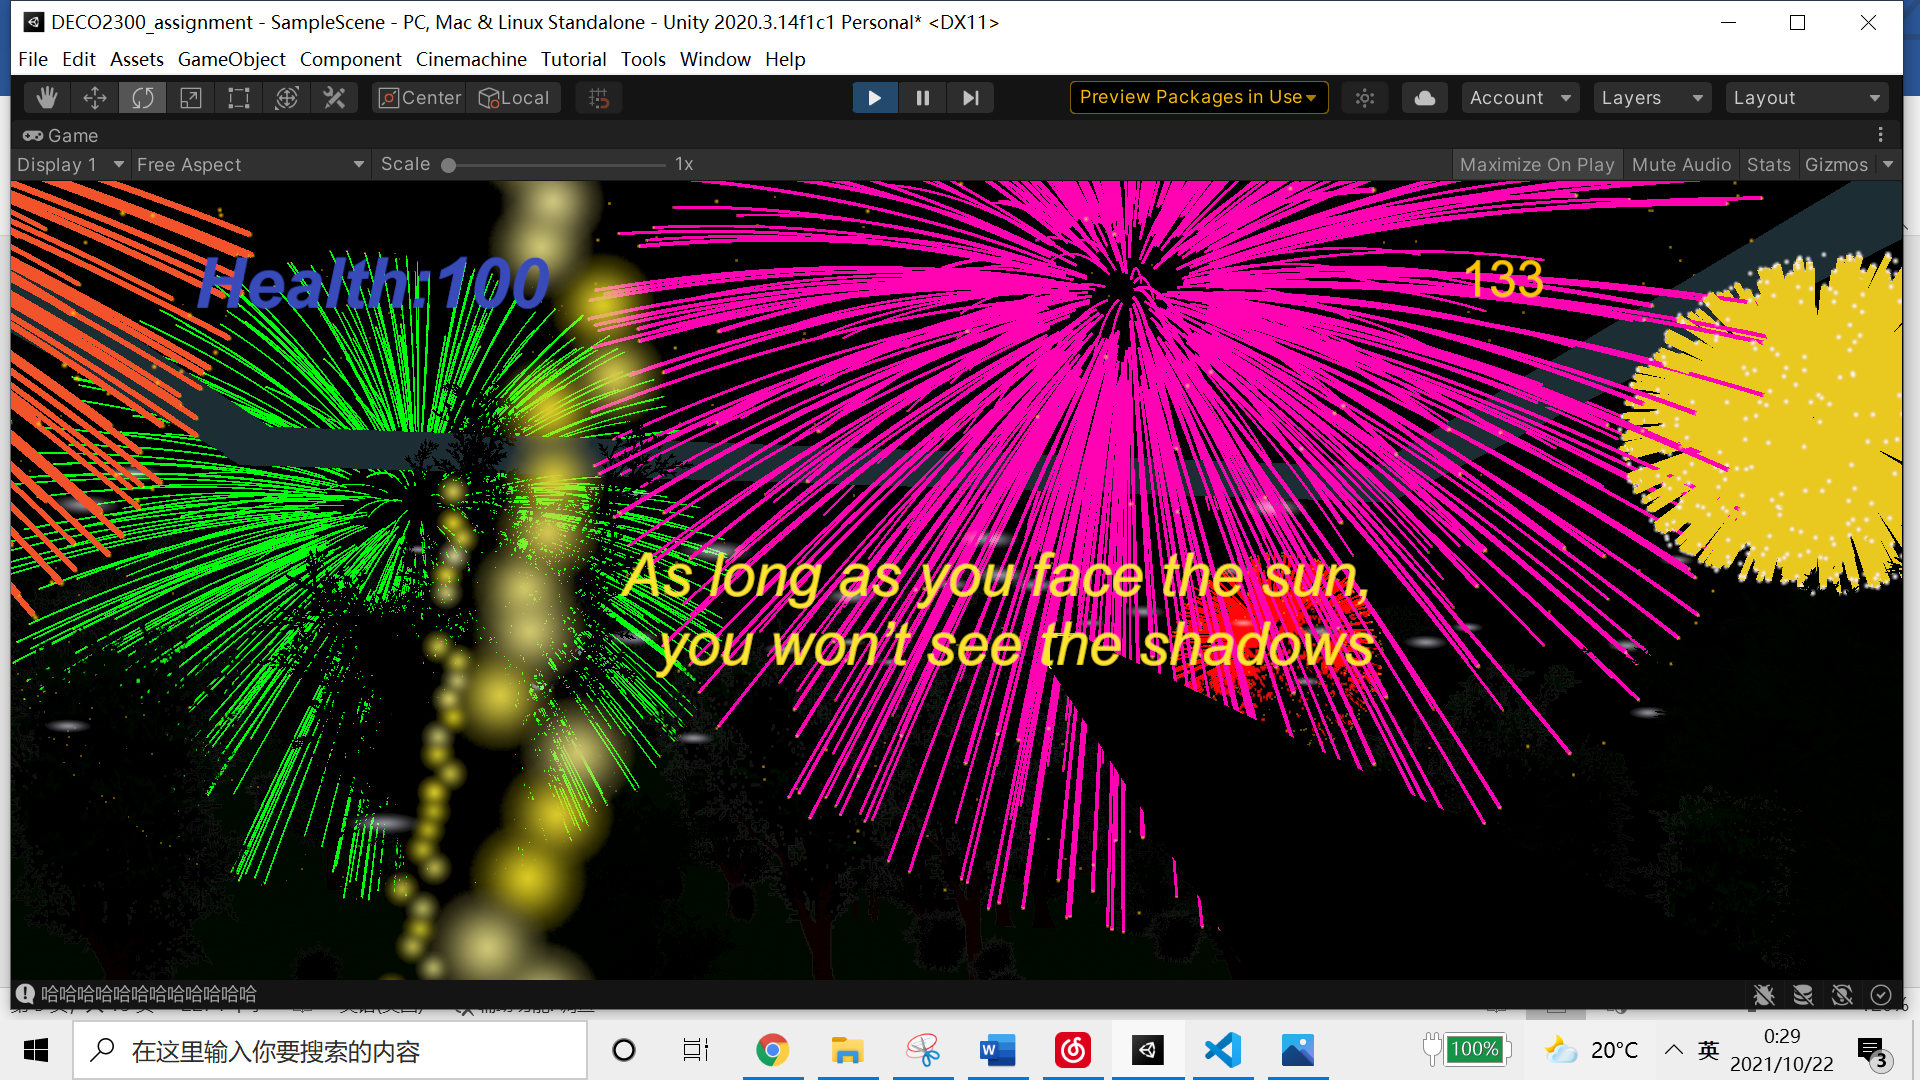 DECO2300_assignment - SampleScene - PC, Mac & Linux Standalone - Unity 2020.3.14f1c1 Personal* <DX11>
File Edit Assets GameObject Component Cinemachine Tutorial Tools Window Help
Center Local Preview Packages in Use Account Layers Layout
Game
Display 1 Free Aspect Scale 1x Maximize On Play Mute Audio Stats Gizmos
Health:100
133
As long as you face the sun,
you won't see the shadows
哈哈哈哈哈哈哈哈哈哈哈哈
在这里输入你要搜索的内容
100%
20°C
英
0:29
2021/10/22
3